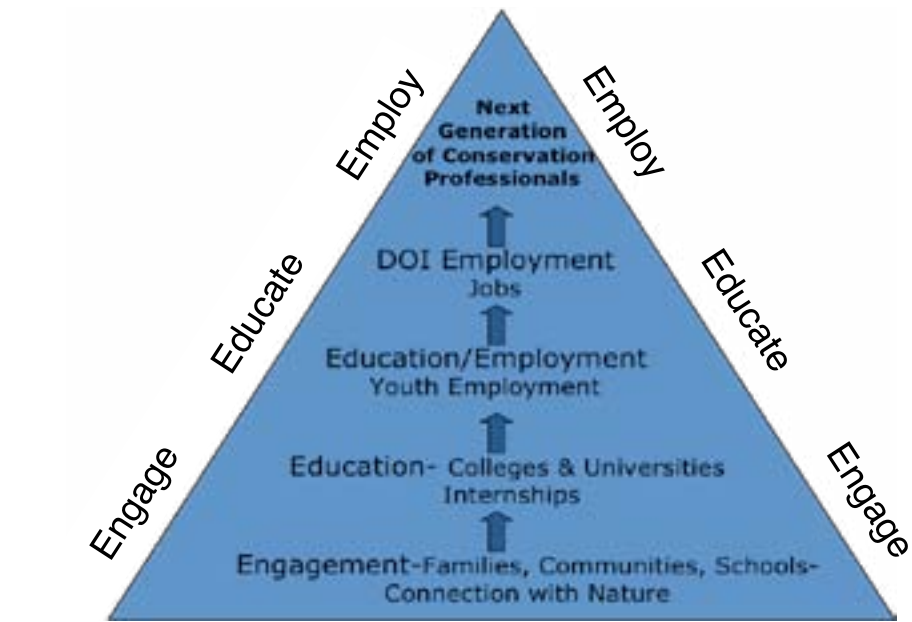 Employ
Employ
Next
Generation
of Conservation
Professionals
DOI Employment
Jobs
Educate
Educate
Education/Employment
Youth Employment
Education- Colleges & Universities
Internships
Engage
Engage
Engagement-Families, Communities, Schools-
Connection with Nature